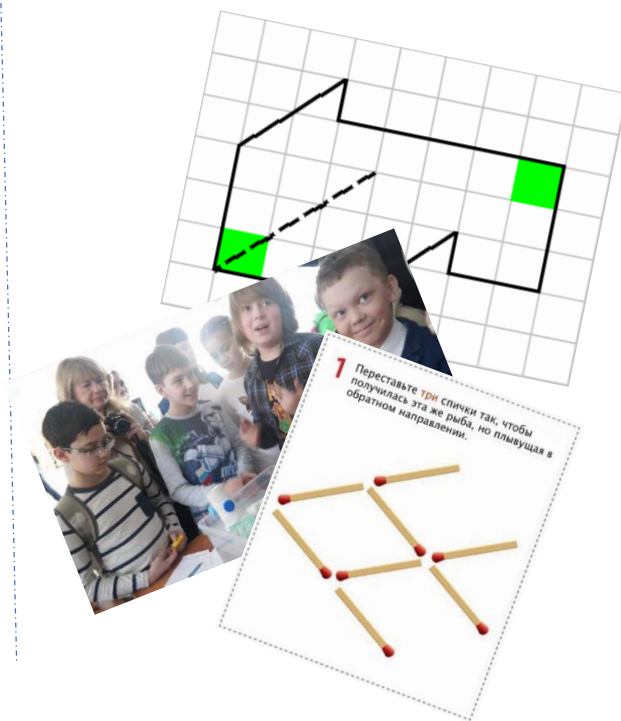 1
Переставьте три спички так, чтобы
получилась эта же рыба, но плывущая в
обратном направлении.